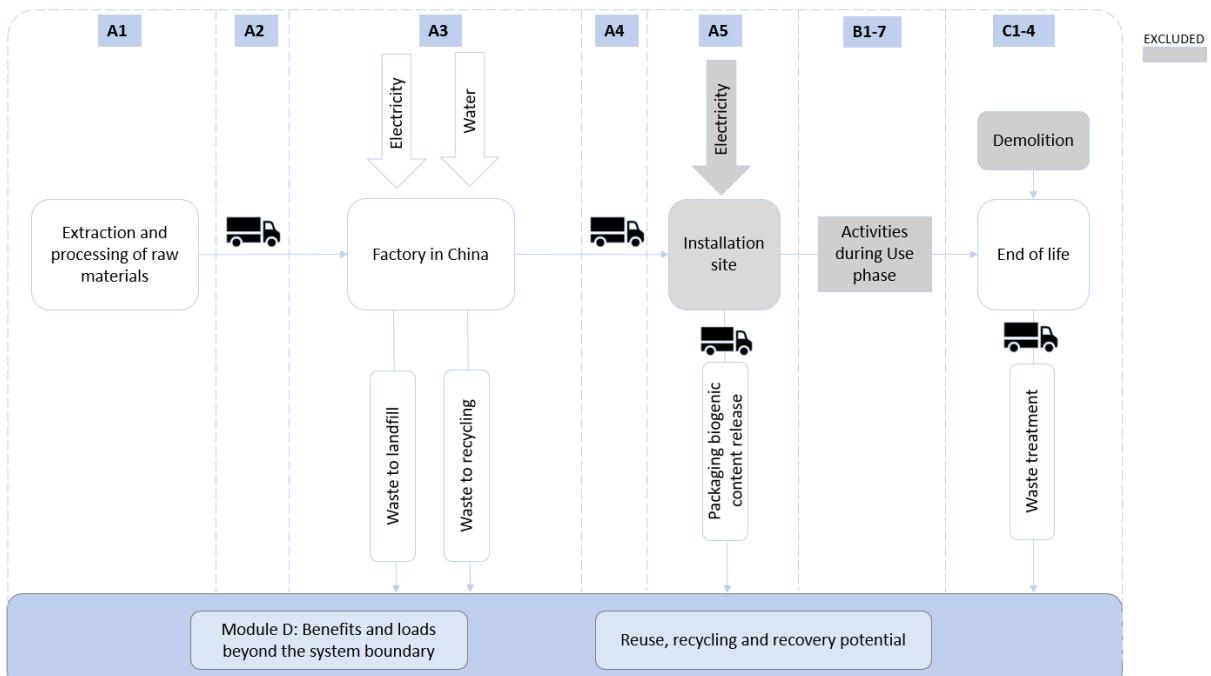 A1
A2
A3
A4
A5
B1-7
C1-4
EXCLUDED
Electricity
Water
Electricity
Demolition
Extraction and
processing of raw
materials
Factory in China
Installation
site
Activities
during Use
phase
End of life
Waste to landfill
Waste to recycling
Packaging biogenic
content release
Waste treatment
Module D: Benefits and loads
beyond the system boundary
Reuse, recycling and recovery potential